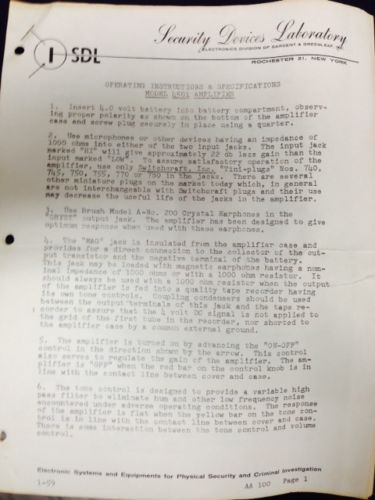 Security Devices Laboratory
ELECTRONICS DIVISION OF SARGENT & GREENLEAF, INC.
SDL
ROCHESTER 21, NEW YORK
OPERATING INSTRUCTIONS & SPECIFICATIONS
AMPLIFIER
1. Insert 4.0 volt battery into battery compartment, observ-
ing proper polarity as shown on the bottom of the amplifier
case and screw plug securely in place using a quarter.
2. Use microphones or other devices having an impedance of
1000 ohms into either of the two input jacks. The input jack
marked "HI" will give approximately 22 db less gain than the
input marked "LOW". To assure satisfactory operation of the
amplifier, use only Switchcraft, Inc. "Tini-plugs" Nos. 740,
745, 750, 755, 770 or in the jacks. There are several
other miniature plugs on the market today which, in general
are not interchangeable with Switchcraft plugs and their use
may decrease the useful life of the jacks in the amplifier.
3. Use Brush Model 200 Crystal Earphones in the
output jack. The amplifier has been designed to give
optimum response when used with these earphones.
4. The "MAG" jack is insulated from the amplifier case and
provides for a direct connection to the collector of the out-
put transistor and the negative terminal of the battery.
This jack may be loaded with magnetic earphones having a nom-
inal impedance of 1000 ohms or with a 1000 ohm resistor. It
should always be used with a 1000 ohm resistor when the output
of the amplifier is fed into a quality tape recorder having
its own tone controls. Coupling condensers should be used
between the output terminals of this jack and the tape re-
corder to assure that the 4 volt DC signal is not applied to
the grid of the first tube in the recorder, nor shorted to
the amplifier case by a common external ground.
5. The amplifier is turned on by advancing the "ON-OFF"
control in the direction shown by the arrow. This control
also serves to regulate the gain of the amplifier. The am-
plifier is "OFF" when the red bar on the control knob is in
line with the contact line between cover and case.
6. The tone control is designed to provide a variable high
pass filter to eliminate hum and other low frequency noise
encountered under adverse operating conditions. The response
of the amplifier is flat when the yellow bar on the tone con-
trol is in line with the contact line between cover and case.
There is some interaction between the tone control and volume
control.
Electronic Systems and Equipments for Physical Security and Criminal Investigation
1-59
AA 100 Page 1